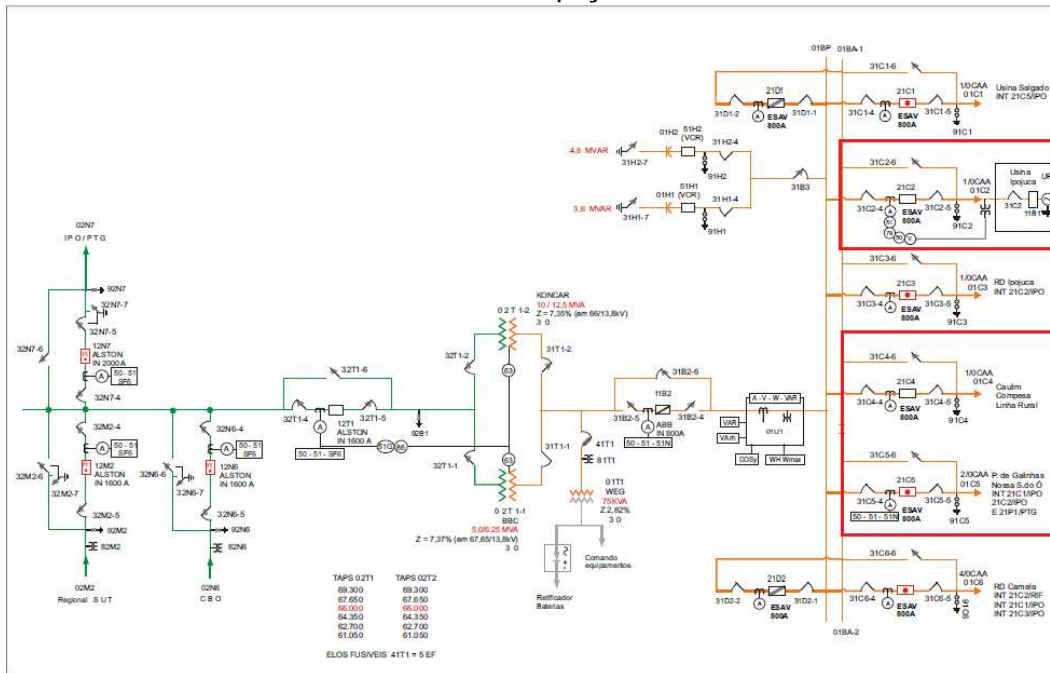 02N7
IPO/PTG
92N7
32N7-7
32N7-5
32N7-6
12N7
ALSTON
IN 2000 A
A
50 - 51
SF6
32N7-4
32M2-4
A
50 - 51
SF6
12M2
ALSTON
IN 1600 A
32M2-6
32M2-7
32M2-5
92M2
82M2
02M2
Regional SUT
32N6-4
A
50 - 51
SF6
12N6
ALSTON
IN 1600 A
32N6-6
32N6-7
32N6-5
92N6
82N6
02N6
CBO
32T1-6
32T1-4
32T1-5
A
12T1
ALSTON
IN 1600 A
50 - 51 - SF6
51G
86
92B1
02T1-2
KONCAR
10 / 12,5 MVA
Z = 7,35% (em 66/13,8kV)
3 0
32T1-2
31T1-2
63
32T1-1
31T1-1
63
02T1-1
BBC
5,0/6,25 MVA
Z = 7,37% (em 67,65/13,8kV)
3 0
41T1
81T1
01T1
WEG
75KVA
Z 2,82%
3 0
Comando
equipamentos
Retificador
Baterias
TAPS 02T1 TAPS 02T2
69.300 69.300
67.650 67.650
66.000 66.000
64.350 64.350
62.700 62.700
61.050 61.050
ELOS FUSIVEIS 41T1 = 5 EF
31B2-6
11B2
31B2-5
31B2-4
A
ABB
IN 800A
50 - 51 - 51N
A - V - W - VAR
01U1
VAR
VArh
COSy
WH Wmax
4,8 MVAR
31H2-7
01H2
51H2
(VCR)
31H2-4
91H2
3,6 MVAR
31H1-7
01H1
51H1
(VCR)
31H1-4
91H1
31B3
01BP
01BA-1
21D1
31D1-2
31D1-1
A
ESAV
800A
31C1-6
21C1
31C1-4
31C1-5
A
ESAV
800A
1/0CAA
01C1
91C1
Usina Salgado
INT 21C5/IPO
31C2-6
21C2
31C2-4
31C2-5
A
51
79
50
V
ESAV
800A
1/0CAA
01C2
91C2
Usina
Ipojuca
31C2
11B1
31C3-6
21C3
31C3-4
31C3-5
A
ESAV
800A
1/0CAA
01C3
91C3
RD Ipojuca
INT 21C2/IPO
31C4-6
21C4
31C4-4
31C4-5
A
ESAV
800A
1/0CAA
01C4
91C4
Caulim
Compesa
Linha Rural
31C5-6
21C5
31C5-4
31C5-5
A
50 - 51 - 51N
ESAV
800A
2/0CAA
01C5
91C5
P. de Galinhas
Nossa S.do Ó
INT 21C1/IPO
21C2/IPO
E 21P1/PTG
21D2
31D2-2
31D2-1
A
ESAV
800A
31C6-6
21C6
31C6-4
31C6-5
A
ESAV
800A
4/0CAA
01C6
91C6
RD Camela
INT 21C2/RIF
INT 21C1/IPO
INT 21C3/IPO
01BA-2